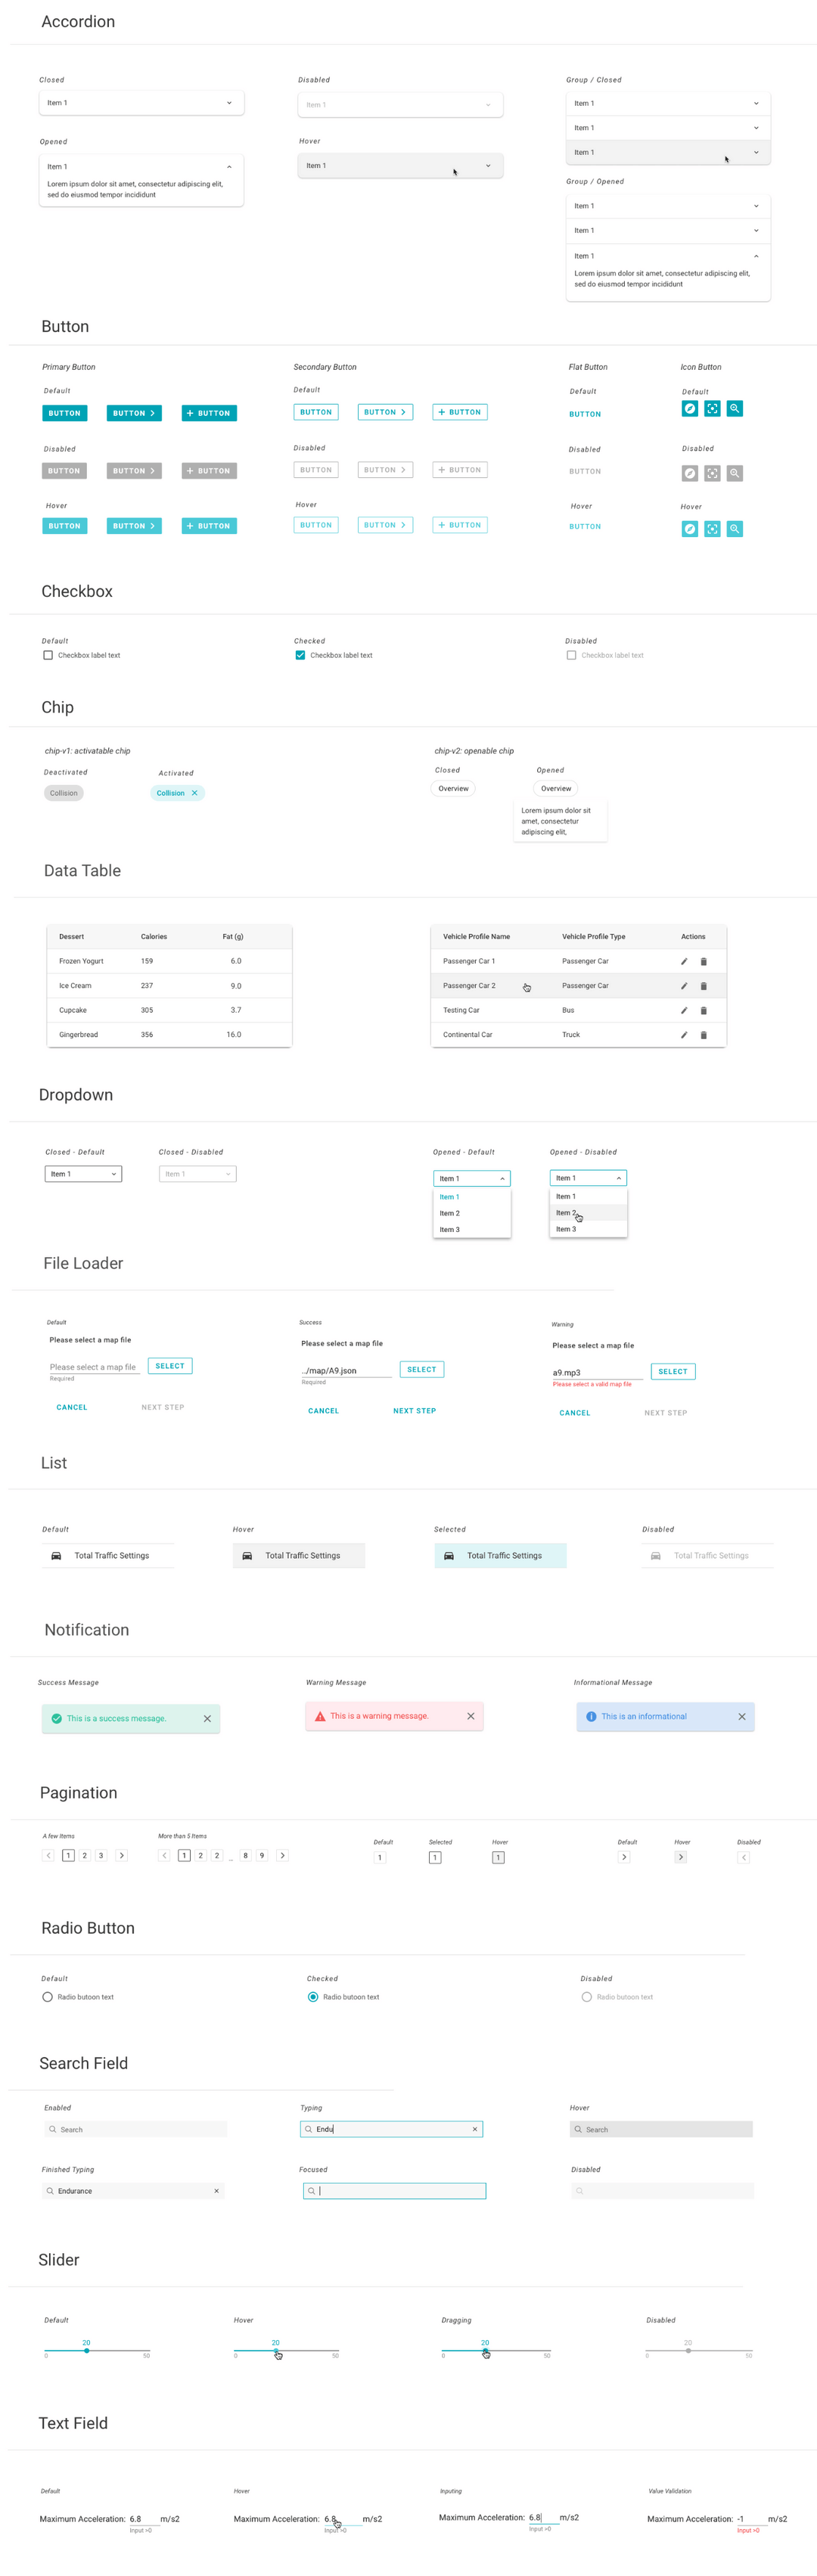 Accordion
Closed
Disabled
Group / Closed
Item 1
Item 1
Item 1
Item 1
Item 1
Opened
Hover
Item 1
Lorem ipsum dolor sit amet, consectetur adipiscing elit,
sed do eiusmod tempor incididunt
Item 1
Group / Opened
Item 1
Item 1
Item 1
Lorem ipsum dolor sit amet, consectetur adipiscing elit,
sed do eiusmod tempor incididunt
Button
Primary Button
Secondary Button
Flat Button
Icon Button
Default
Default
Default
Default
BUTTON
BUTTON >
+ BUTTON
BUTTON
BUTTON >
+ BUTTON
BUTTON
Disabled
Disabled
Disabled
Disabled
BUTTON
BUTTON >
+ BUTTON
BUTTON
BUTTON >
+ BUTTON
BUTTON
Hover
Hover
Hover
Hover
BUTTON
BUTTON >
+ BUTTON
BUTTON
BUTTON >
+ BUTTON
BUTTON
Checkbox
Default
Checked
Disabled
Checkbox label text
Checkbox label text
Checkbox label text
Chip
chip-v1: activatable chip
chip-v2: openable chip
Deactivated
Activated
Closed
Opened
Collision
Collision ×
Overview
Overview
Lorem ipsum dolor sit
amet, consectetur
adipiscing elit,
Data Table
Dessert Calories Fat (g)
Frozen Yogurt 159 6.0
Ice Cream 237 9.0
Cupcake 305 3.7
Gingerbread 356 16.0
Vehicle Profile Name Vehicle Profile Type Actions
Passenger Car 1 Passenger Car
Passenger Car 2 Passenger Car
Testing Car Bus
Continental Car Truck
Dropdown
Closed - Default
Closed - Disabled
Opened - Default
Opened - Disabled
Item 1
Item 1
Item 1
Item 1
Item 2
Item 3
Item 1
Item 1
Item 2
Item 3
File Loader
Default
Please select a map file
Please select a map file
SELECT
Required
CANCEL
NEXT STEP
Success
Please select a map file
../map/A9.json
SELECT
Required
CANCEL
NEXT STEP
Warning
Please select a map file
a9.mp3
SELECT
Please select a valid map file
CANCEL
NEXT STEP
List
Default
Hover
Selected
Disabled
Total Traffic Settings
Total Traffic Settings
Total Traffic Settings
Total Traffic Settings
Notification
Success Message
Warning Message
Informational Message
This is a success message.
This is a warning message.
This is an informational
Pagination
A few Items
More than 5 Items
Default
Selected
Hover
Default
Hover
Disabled
< 1 2 3 >
< 1 2 2 ... 8 9 >
1
1
1
>
>
<
Radio Button
Default
Checked
Disabled
Radio butoon text
Radio butoon text
Radio butoon text
Search Field
Enabled
Typing
Hover
Search
Endu
Search
Finished Typing
Focused
Disabled
Endurance
Slider
Default
Hover
Dragging
Disabled
20
0 50
20
0 50
20
0 50
20
0 50
Text Field
Default
Hover
Inputing
Value Validation
Maximum Acceleration: 6.8 m/s2
Input >0
Maximum Acceleration: 6.8 m/s2
Input >0
Maximum Acceleration: 6.8 m/s2
Input >0
Maximum Acceleration: -1 m/s2
Input >0